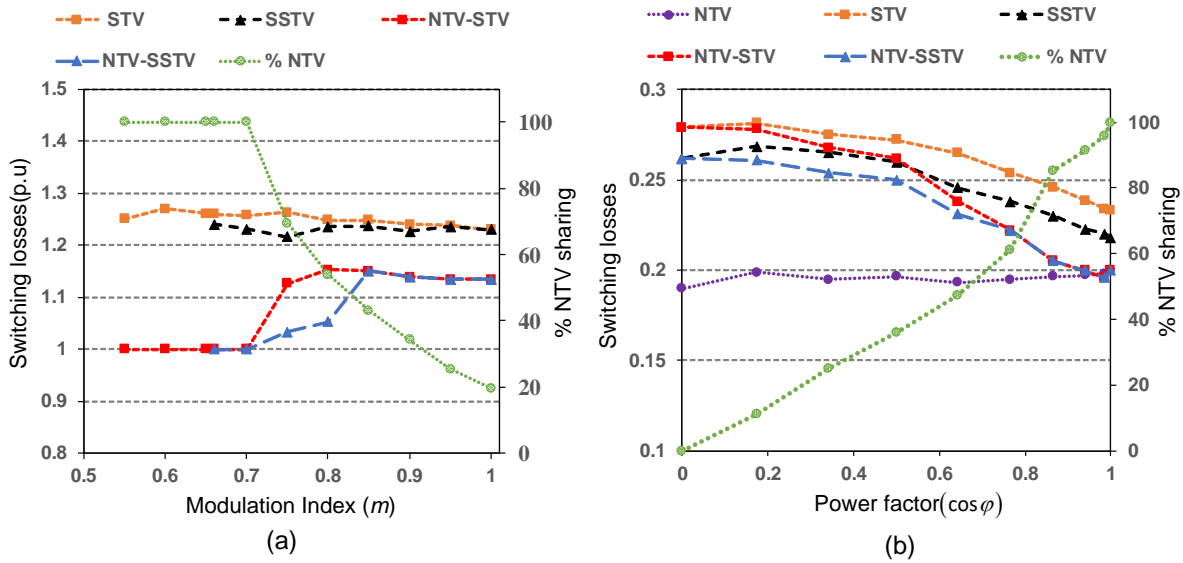 STV
SSTV
NTV-STV
NTV-SSTV
% NTV
1.5
1.4
1.3
1.2
1.1
1
0.9
0.8
Switching losses(p.u)
100
80
60
40
20
0
% NTV sharing
0.5
0.6
0.7
0.8
0.9
1
Modulation Index (m)
(a)
NTV
STV
SSTV
NTV-STV
NTV-SSTV
% NTV
0.3
0.25
0.2
0.15
0.1
Switching losses
100
80
60
40
20
0
% NTV sharing
0
0.2
0.4
0.6
0.8
1
Power factor(cosφ)
(b)